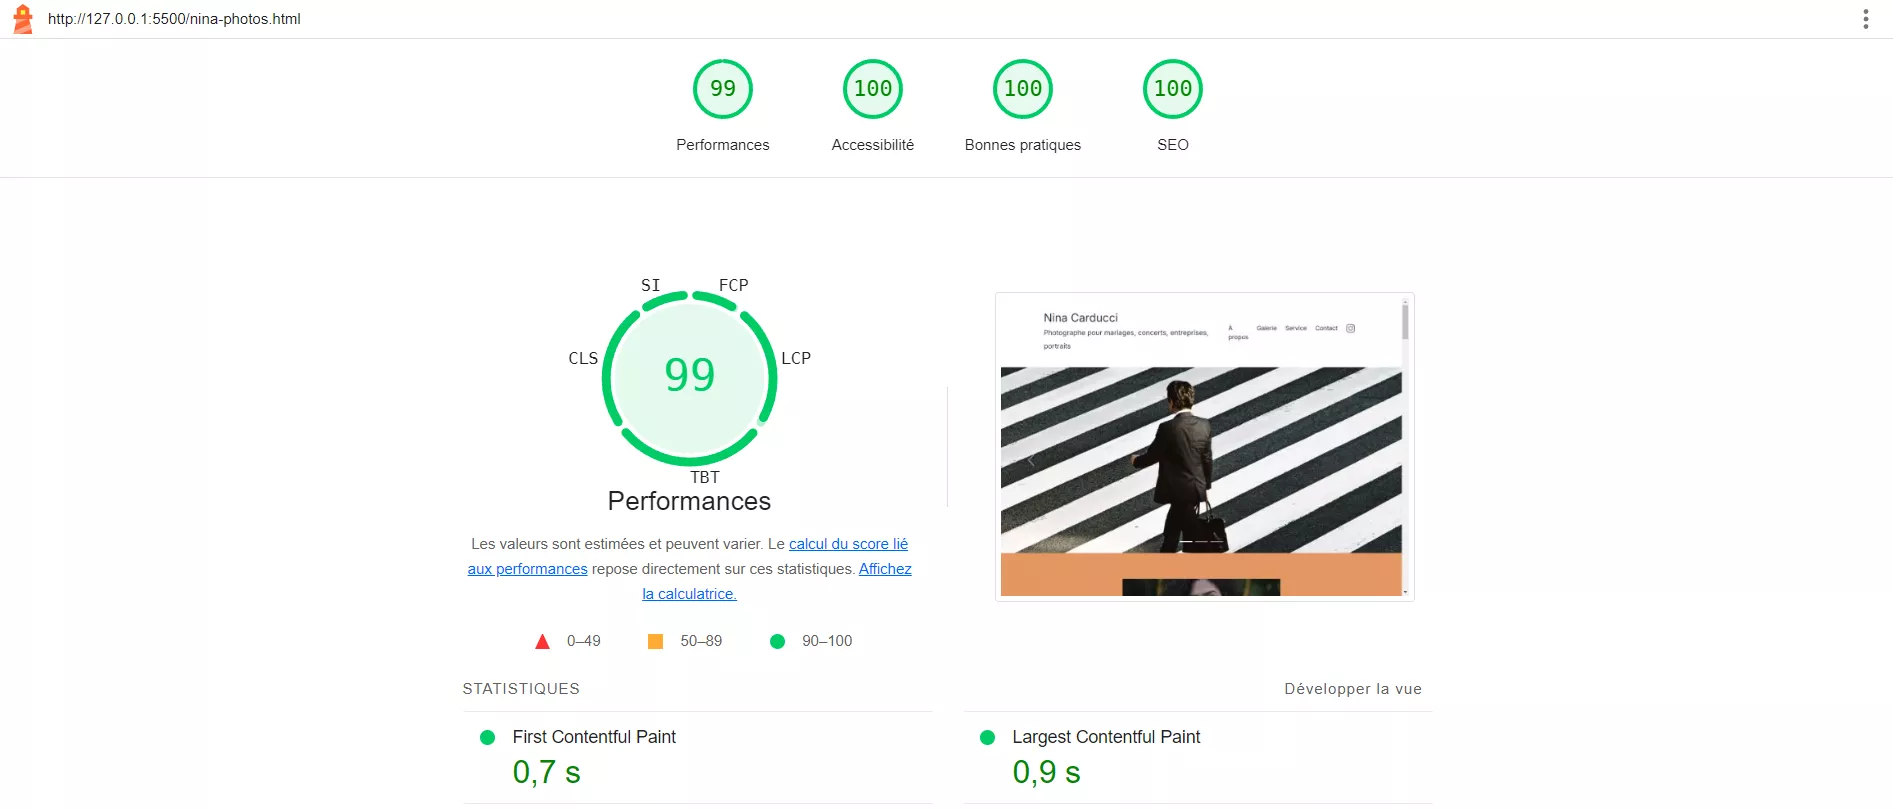 http://127.0.0.1:5500/nina-photos.html
99
100
100
100
Performances
Accessibilité
Bonnes pratiques
SEO
SI
FCP
CLS
LCP
99
TBT
Performances
Les valeurs sont estimées et peuvent varier. Le calcul du score lié
aux performances repose directement sur ces statistiques. Affichez
la calculatrice.
0–49
50–89
90–100
Nina Carducci
Photographe pour mariages, concerts, entreprises,
portraits
À
propos
Galerie
Service
Contact
STATISTIQUES
Développer la vue
First Contentful Paint
0,7 s
Largest Contentful Paint
0,9 s